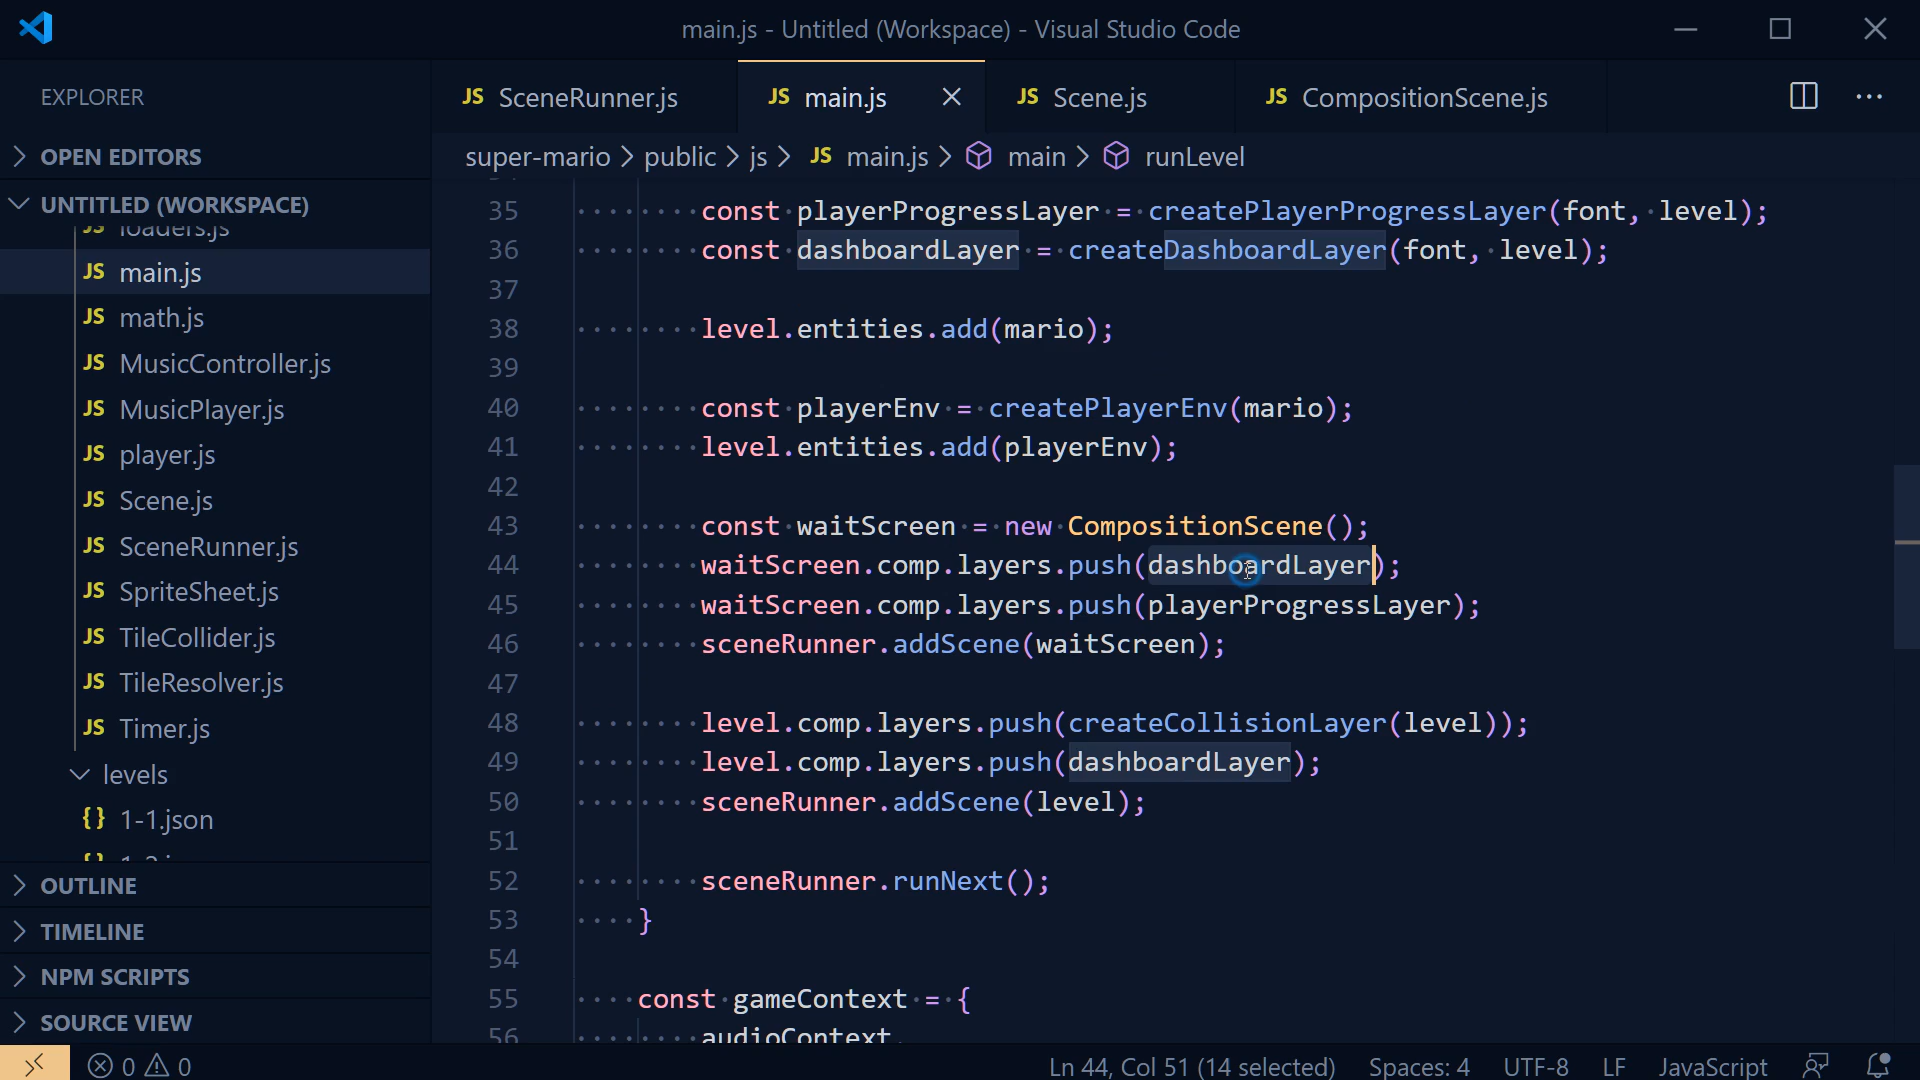 main.js - Untitled (Workspace) - Visual Studio Code
EXPLORER
JS SceneRunner.js
JS main.js
JS Scene.js
JS CompositionScene.js
OPEN EDITORS
super-mario > public > js > JS main.js > main > runLevel
UNTITLED (WORKSPACE)
JS loaders.js
JS main.js
JS math.js
JS MusicController.js
JS MusicPlayer.js
JS player.js
JS Scene.js
JS SceneRunner.js
JS SpriteSheet.js
JS TileCollider.js
JS TileResolver.js
JS Timer.js
levels
{} 1-1.json
OUTLINE
TIMELINE
NPM SCRIPTS
SOURCE VIEW
35 const playerProgressLayer = createPlayerProgressLayer(font, level);
36 const dashboardLayer = createDashboardLayer(font, level);
37
38 level.entities.add(mario);
39
40 const playerEnv = createPlayerEnv(mario);
41 level.entities.add(playerEnv);
42
43 const waitScreen = new CompositionScene();
44 waitScreen.comp.layers.push(dashboardLayer);
45 waitScreen.comp.layers.push(playerProgressLayer);
46 sceneRunner.addScene(waitScreen);
47
48 level.comp.layers.push(createCollisionLayer(level));
49 level.comp.layers.push(dashboardLayer);
50 sceneRunner.addScene(level);
51
52 sceneRunner.runNext();
53 }
54
55 const gameContext = {
56 audioContext,
0 0
Ln 44, Col 51 (14 selected) Spaces: 4 UTF-8 LF JavaScript